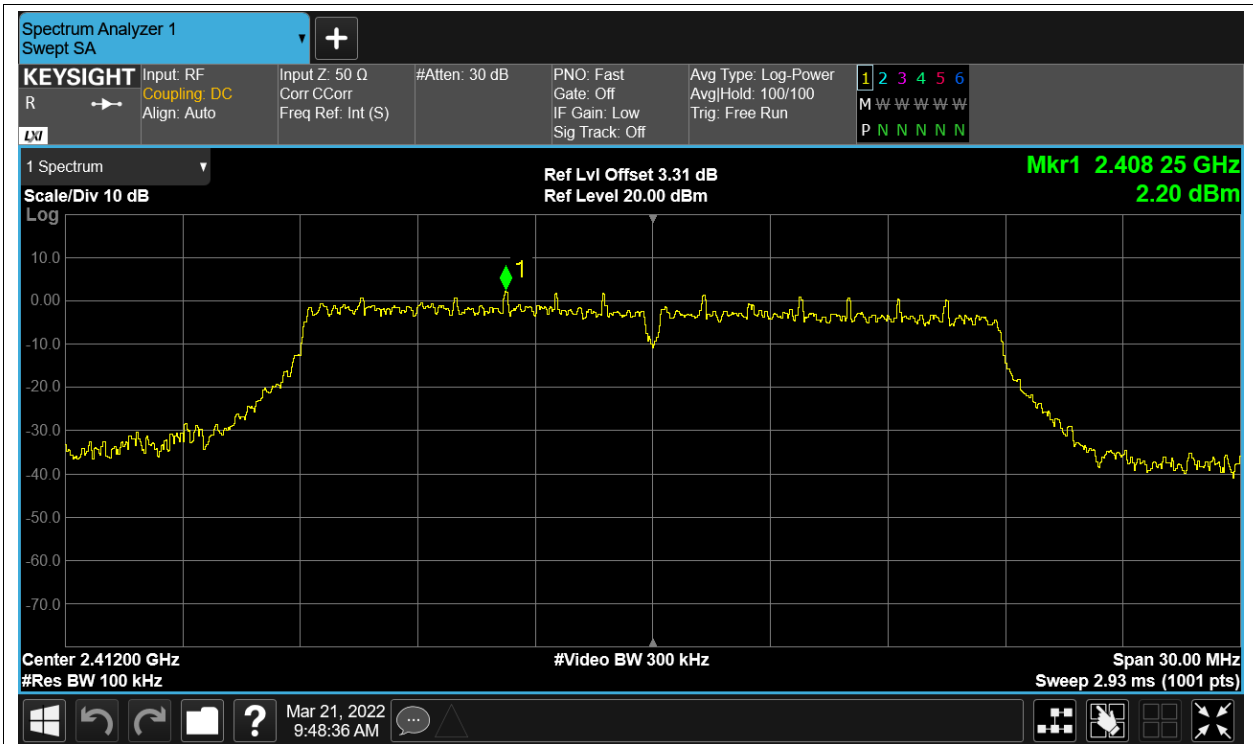 Spectrum Analyzer 1
Swept SA
KEYSIGHT
R
LXI
Input: RF
Coupling: DC
Align: Auto
Input Z: 50 Ω
Corr CCorr
Freq Ref: Int (S)
#Atten: 30 dB
PNO: Fast
Gate: Off
IF Gain: Low
Sig Track: Off
Avg Type: Log-Power
Avg|Hold: 100/100
Trig: Free Run
1 2 3 4 5 6
M W W W W W
P N N N N N
1 Spectrum
Scale/Div 10 dB
Ref Lvl Offset 3.31 dB
Ref Level 20.00 dBm
Mkr1 2.408 25 GHz
2.20 dBm
Log
10.0
0.00
-10.0
-20.0
-30.0
-40.0
-50.0
-60.0
-70.0
1
Center 2.41200 GHz
#Res BW 100 kHz
#Video BW 300 kHz
Span 30.00 MHz
Sweep 2.93 ms (1001 pts)
?
Mar 21, 2022
9:48:36 AM